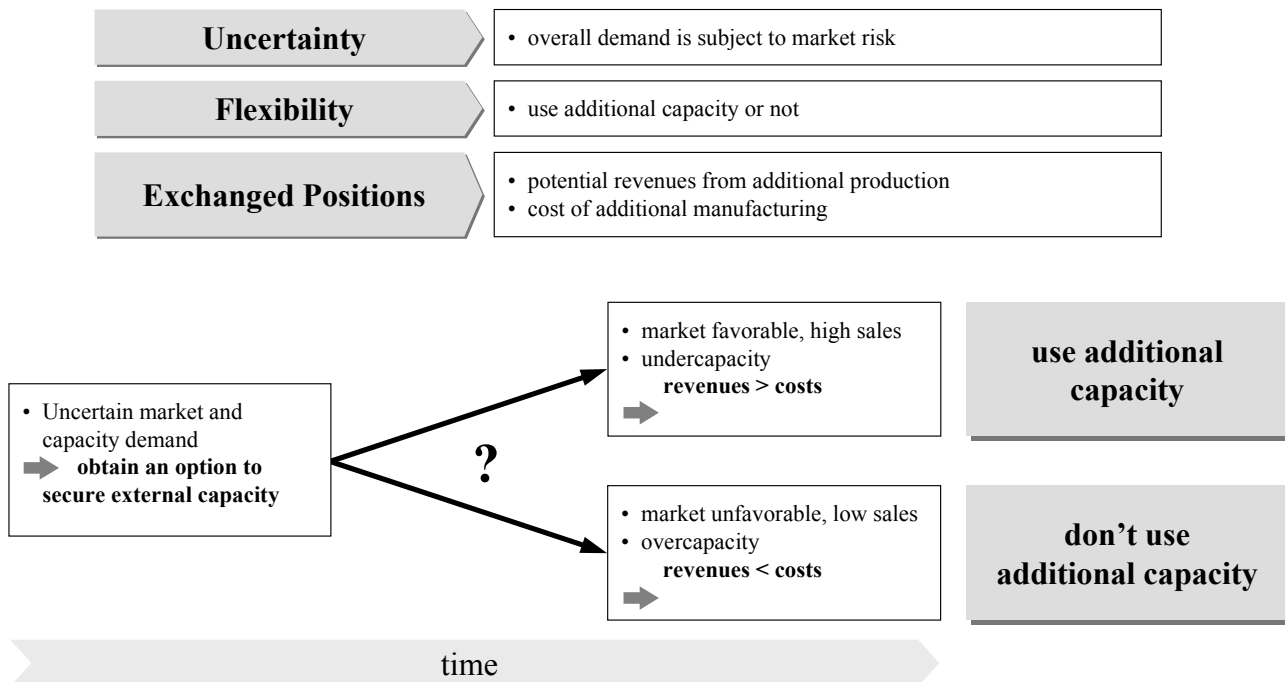 Uncertainty
• overall demand is subject to market risk
Flexibility
• use additional capacity or not
Exchanged Positions
• potential revenues from additional production
• cost of additional manufacturing
• Uncertain market and
capacity demand
obtain an option to
secure external capacity
?
• market favorable, high sales
• undercapacity
revenues > costs
use additional
capacity
• market unfavorable, low sales
• overcapacity
revenues < costs
don’t use
additional capacity
time